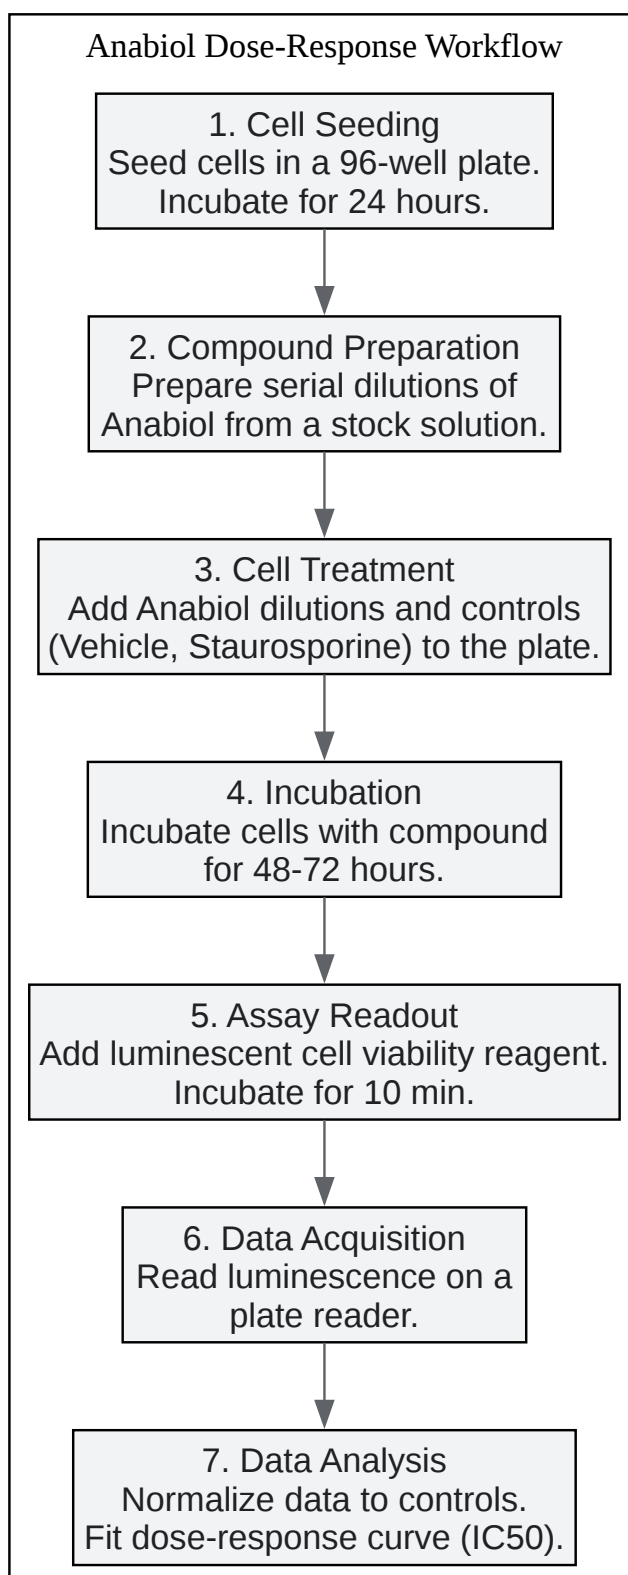 Anabiol Dose-Response Workflow
1. Cell Seeding
Seed cells in a 96-well plate.
Incubate for 24 hours.
2. Compound Preparation
Prepare serial dilutions of
Anabiol from a stock solution.
3. Cell Treatment
Add Anabiol dilutions and controls
(Vehicle, Staurosporine) to the plate.
4. Incubation
Incubate cells with compound
for 48-72 hours.
5. Assay Readout
Add luminescent cell viability reagent.
Incubate for 10 min.
6. Data Acquisition
Read luminescence on a
plate reader.
7. Data Analysis
Normalize data to controls.
Fit dose-response curve (IC50).